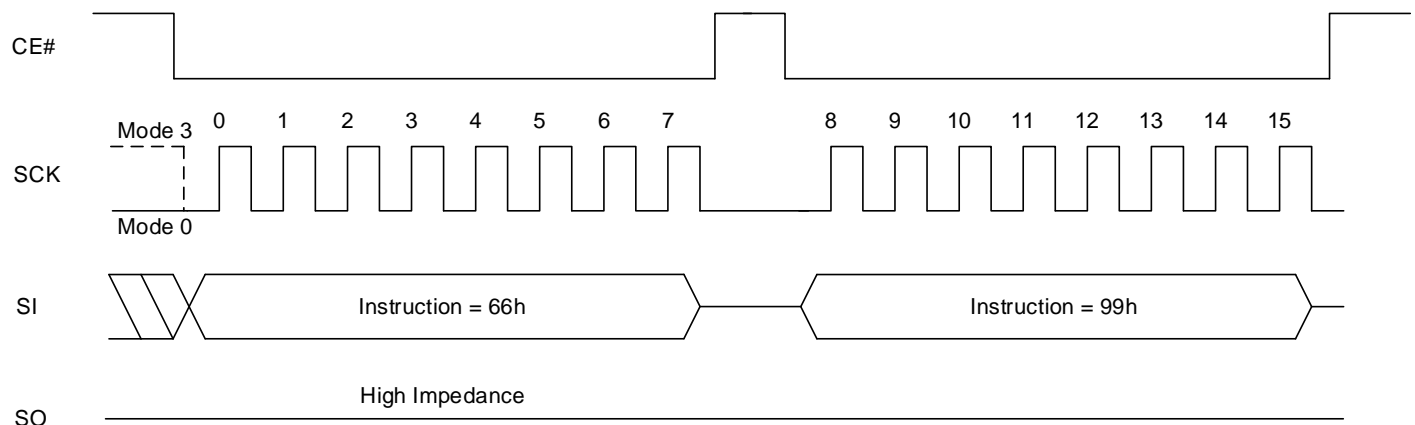 CE#
Mode 3 0 1 2 3 4 5 6 7 8 9 10 11 12 13 14 15
SCK
Mode 0
SI Instruction = 66h Instruction = 99h
High Impedance
SO